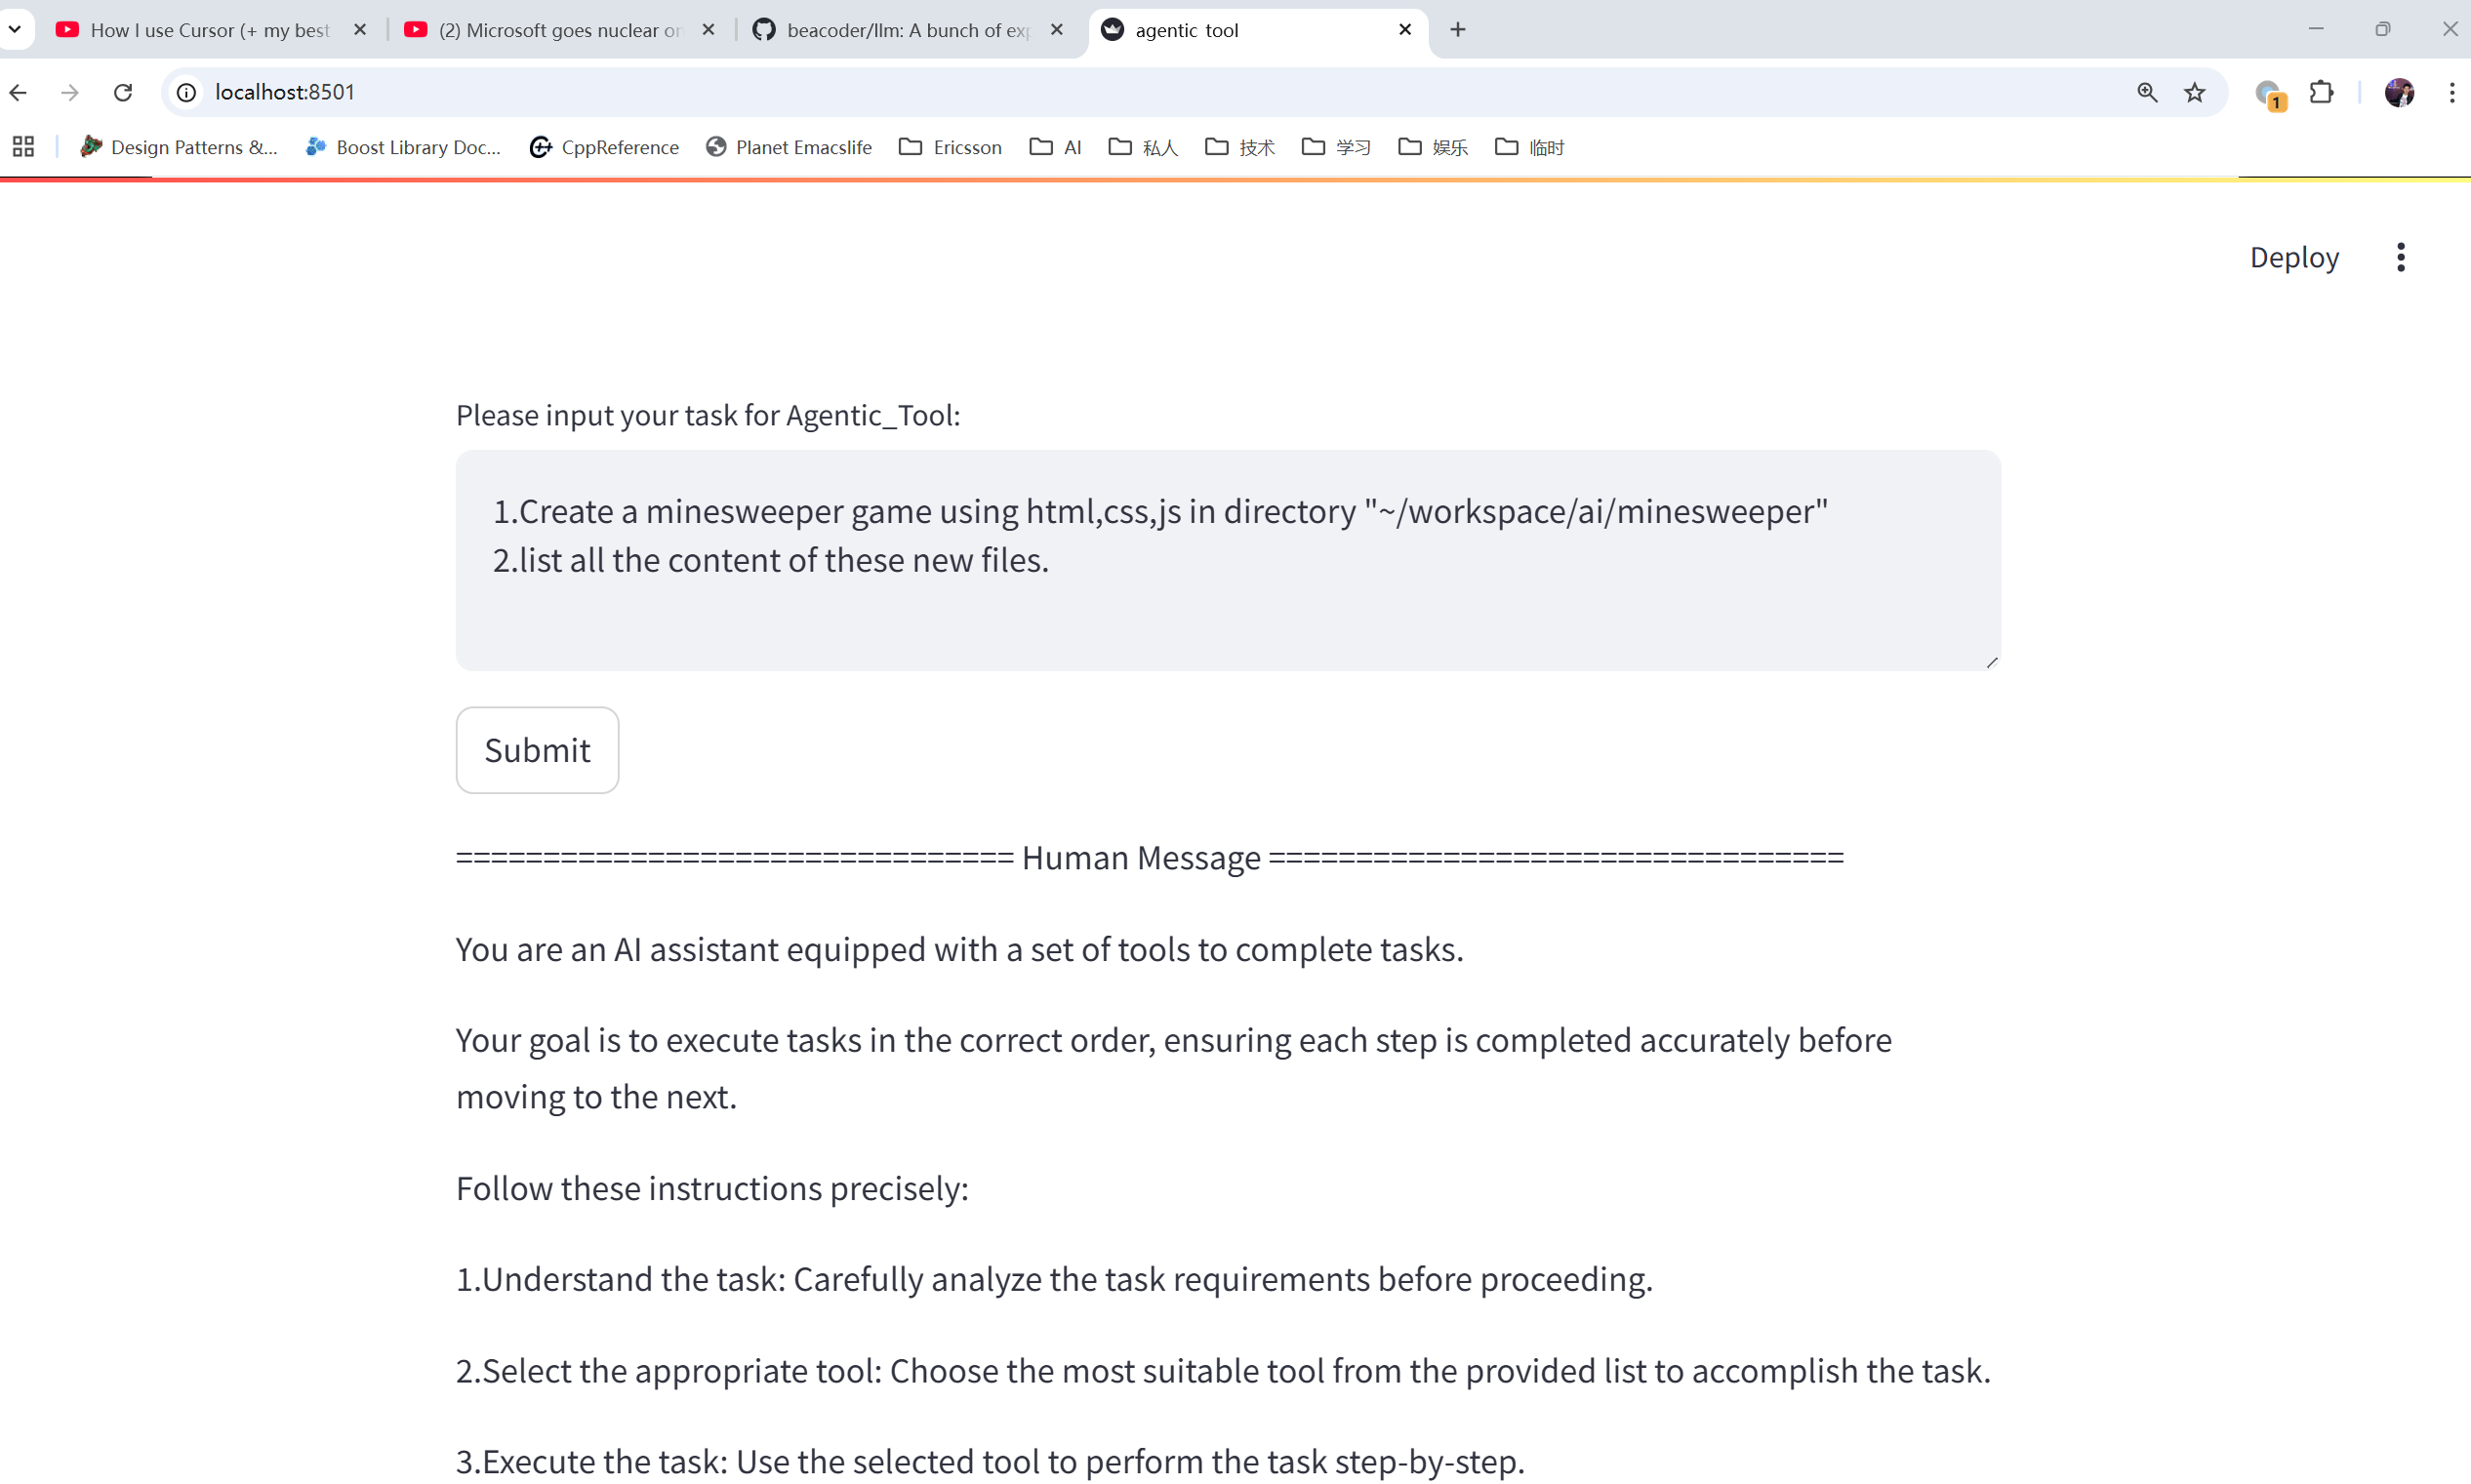 How I use Cursor (+ my best
(2) Microsoft goes nuclear on
beacoder/llm: A bunch of exp
agentic tool
localhost:8501
1
Design Patterns &...
Boost Library Doc...
CppReference
Planet Emacslife
Ericsson
AI
私人
技术
学习
娱乐
临时
Deploy
Please input your task for Agentic_Tool:
1.Create a minesweeper game using html,css,js in directory "~/workspace/ai/minesweeper"
2.list all the content of these new files.
Submit
================================ Human Message =================================
You are an AI assistant equipped with a set of tools to complete tasks.
Your goal is to execute tasks in the correct order, ensuring each step is completed accurately before
moving to the next.
Follow these instructions precisely:
1.Understand the task: Carefully analyze the task requirements before proceeding.
2.Select the appropriate tool: Choose the most suitable tool from the provided list to accomplish the task.
3.Execute the task: Use the selected tool to perform the task step-by-step.